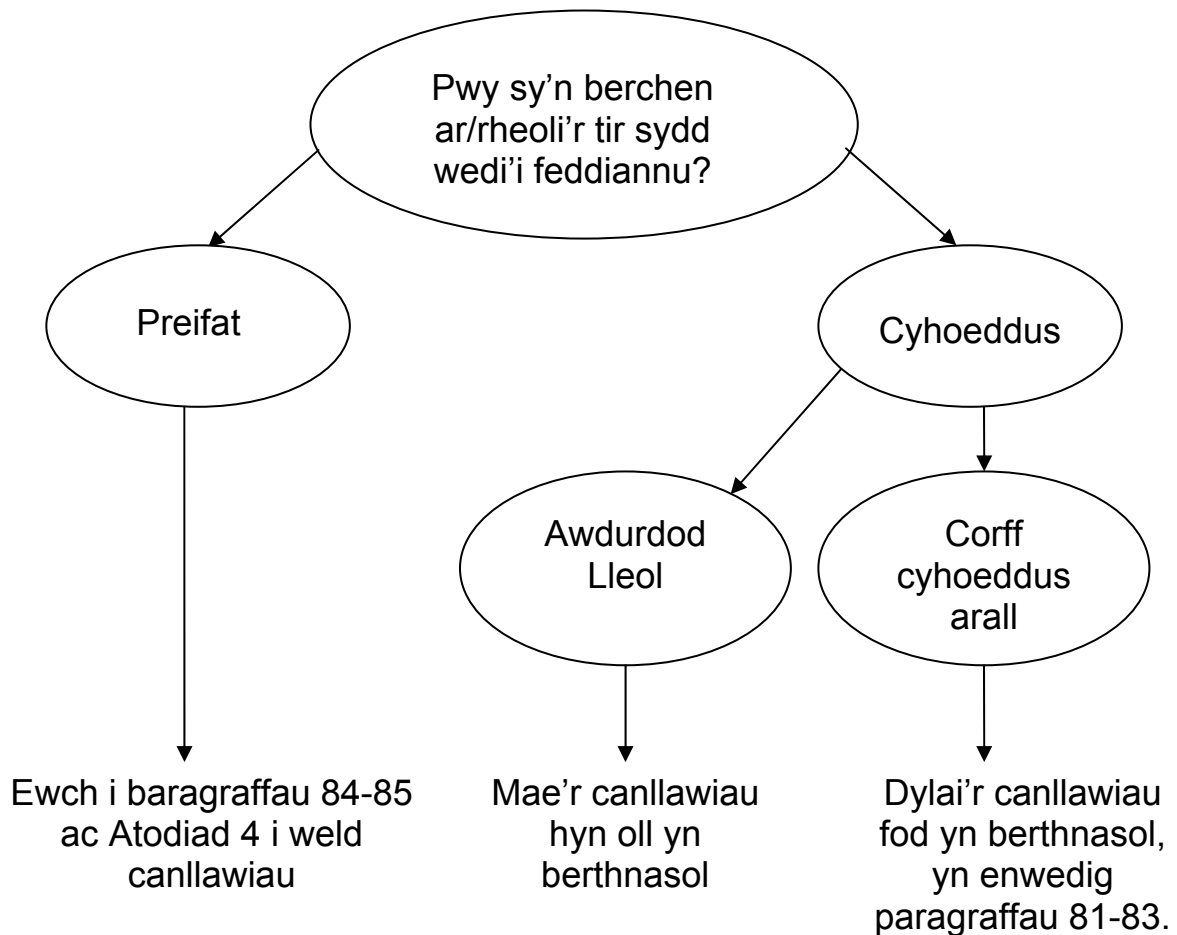 Pwy sy’n berchen
ar/rheoli’r tir sydd
wedi’i feddiannu?
Preifat
Cyhoeddus
Awdurdod
Lleol
Corff
cyhoeddus
arall
Ewch i baragraffau 84-85
ac Atodiad 4 i weld
canllawiau
Mae’r canllawiau
hyn oll yn
berthnasol
Dylai’r canllawiau
fod yn berthnasol,
yn enwedig
paragraffau 81-83.